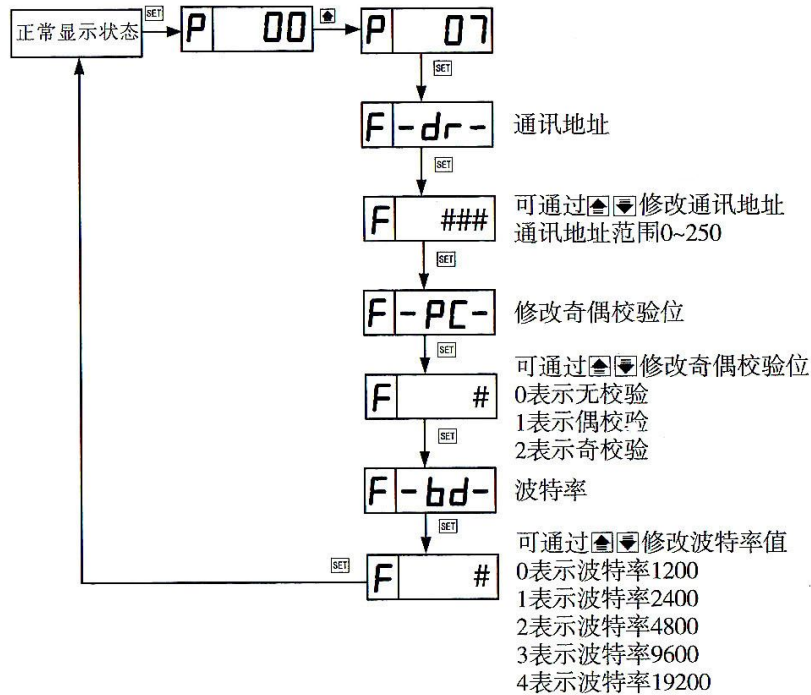 正常显示状态
SET
P 00
P 07
SET
F -dr-
通讯地址
SET
F ###
可通过修改通讯地址
通讯地址范围0~250
SET
F -PC-
修改奇偶校验位
SET
F #
可通过修改奇偶校验位
0表示无校验
1表示偶校验
2表示奇校验
SET
F -bd-
波特率
SET
SET
F #
可通过修改波特率值
0表示波特率1200
1表示波特率2400
2表示波特率4800
3表示波特率9600
4表示波特率19200